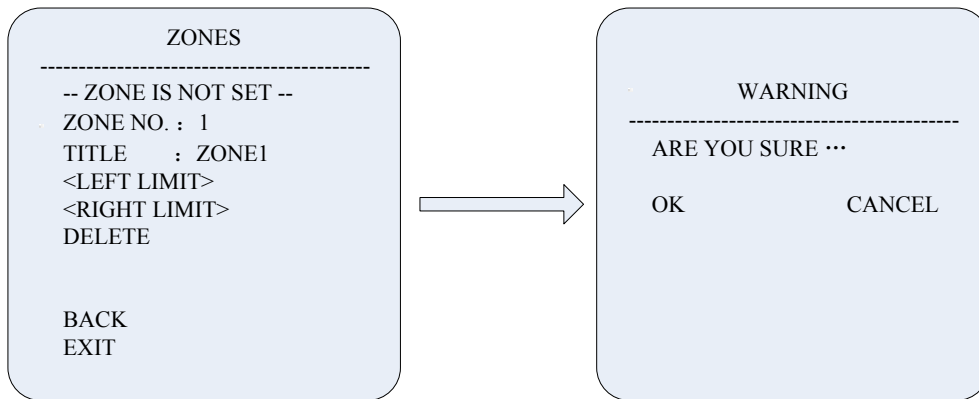 ZONES
-------------------------------------------
-- ZONE IS NOT SET --
ZONE NO.：1
TITLE ：ZONE1
<LEFT LIMIT>
<RIGHT LIMIT>
DELETE
BACK
EXIT
WARNING
-------------------------------------------
ARE YOU SURE ⋯
OK CANCEL